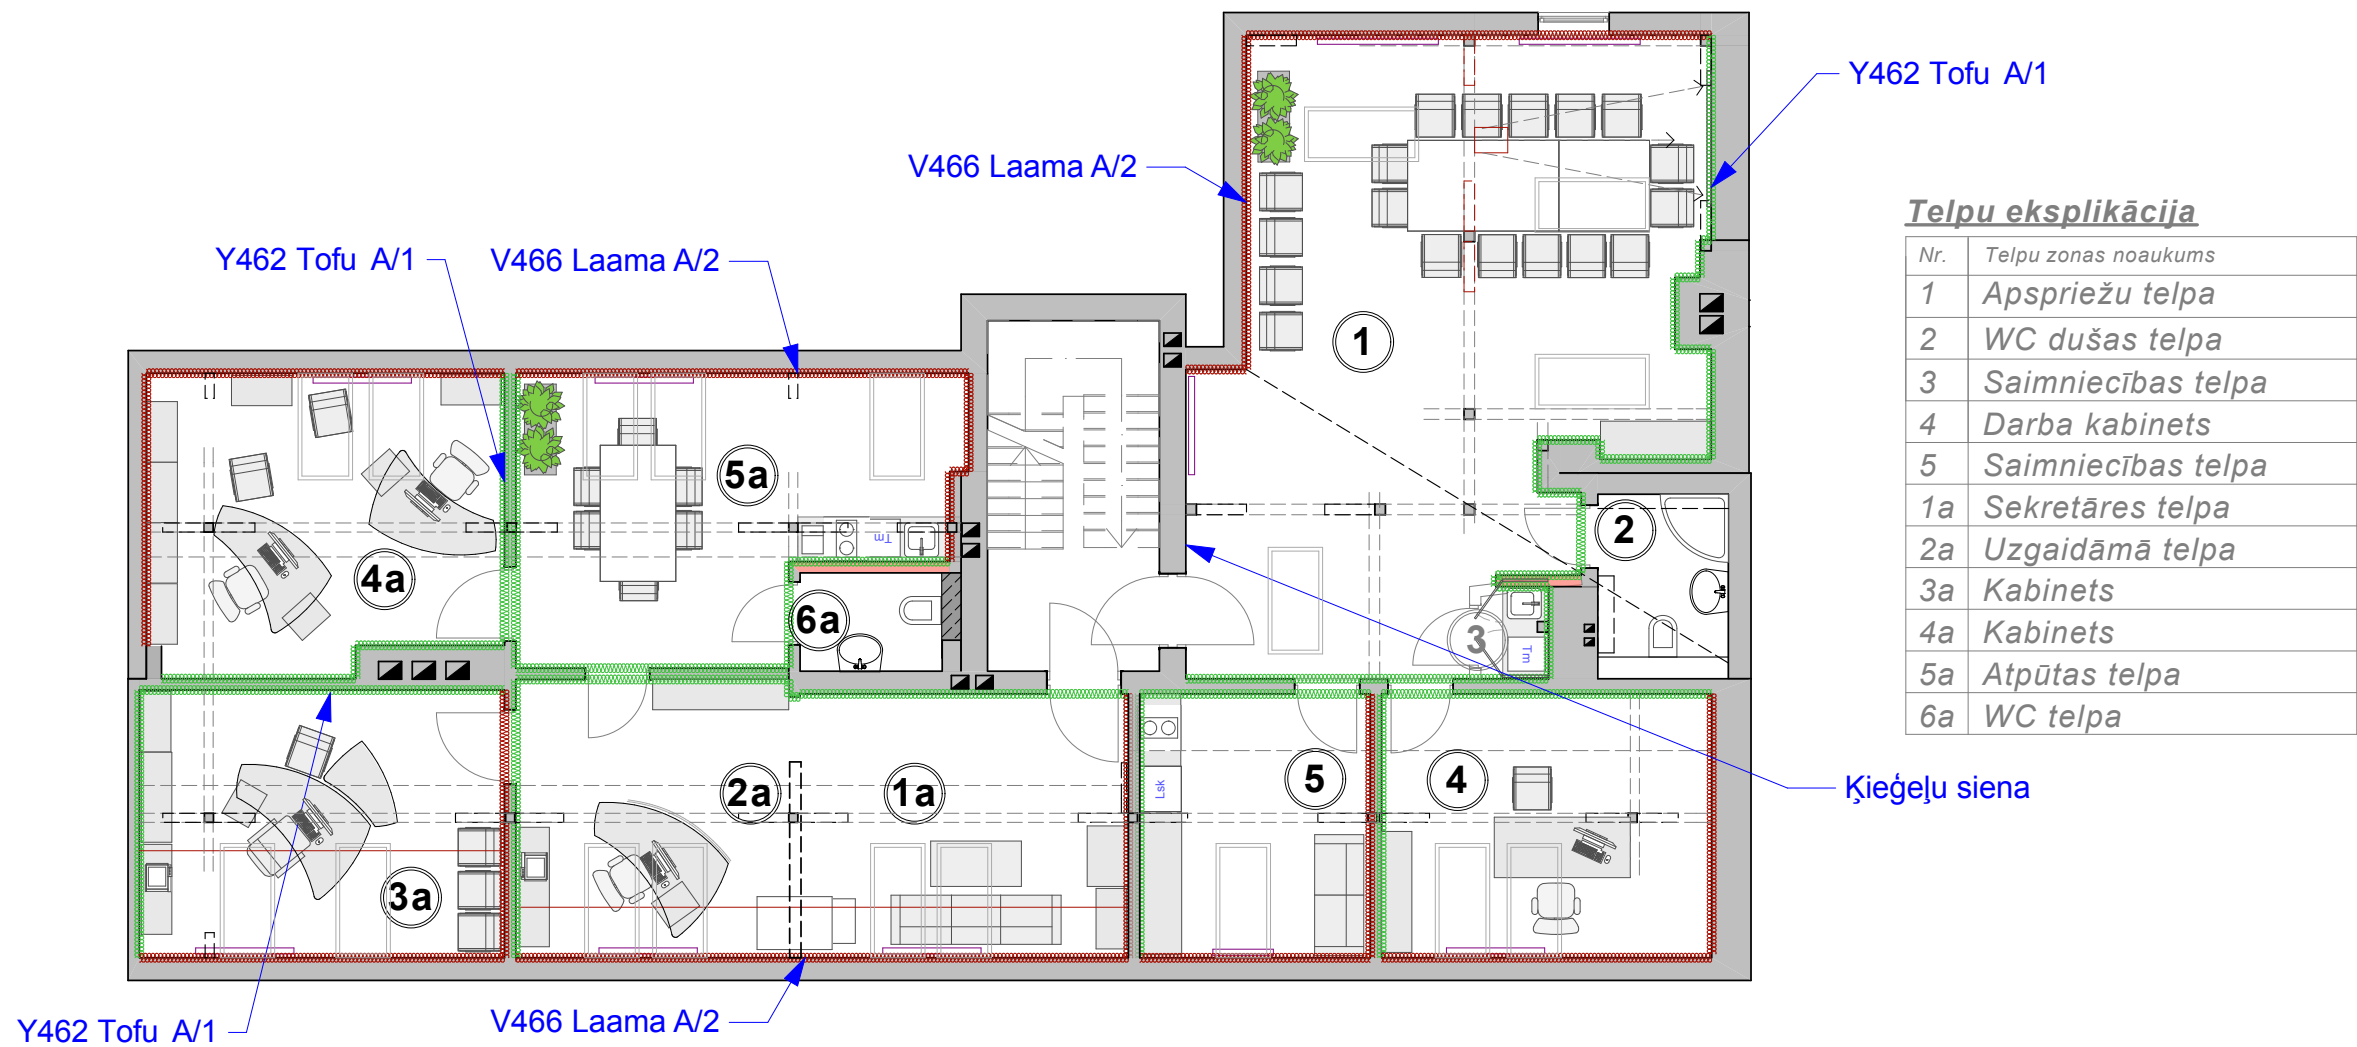 Y462 Tofu A/1
V466 Laama A/2
Y462 Tofu A/1
V466 Laama A/2
Telpu eksplikācija
Nr. Telpu zonas noaukums
1 Apspriežu telpa
2 WC dušas telpa
3 Saimniecības telpa
4 Darba kabinets
5 Saimniecības telpa
1a Sekretāres telpa
2a Uzgaidāmā telpa
3a Kabinets
4a Kabinets
5a Atpūtas telpa
6a WC telpa
1
5a
2
Tm
4a
6a
3
Tm
2a
1a
5
4
Lsk
Ķieģeļu siena
3a
V466 Laama A/2
Y462 Tofu A/1